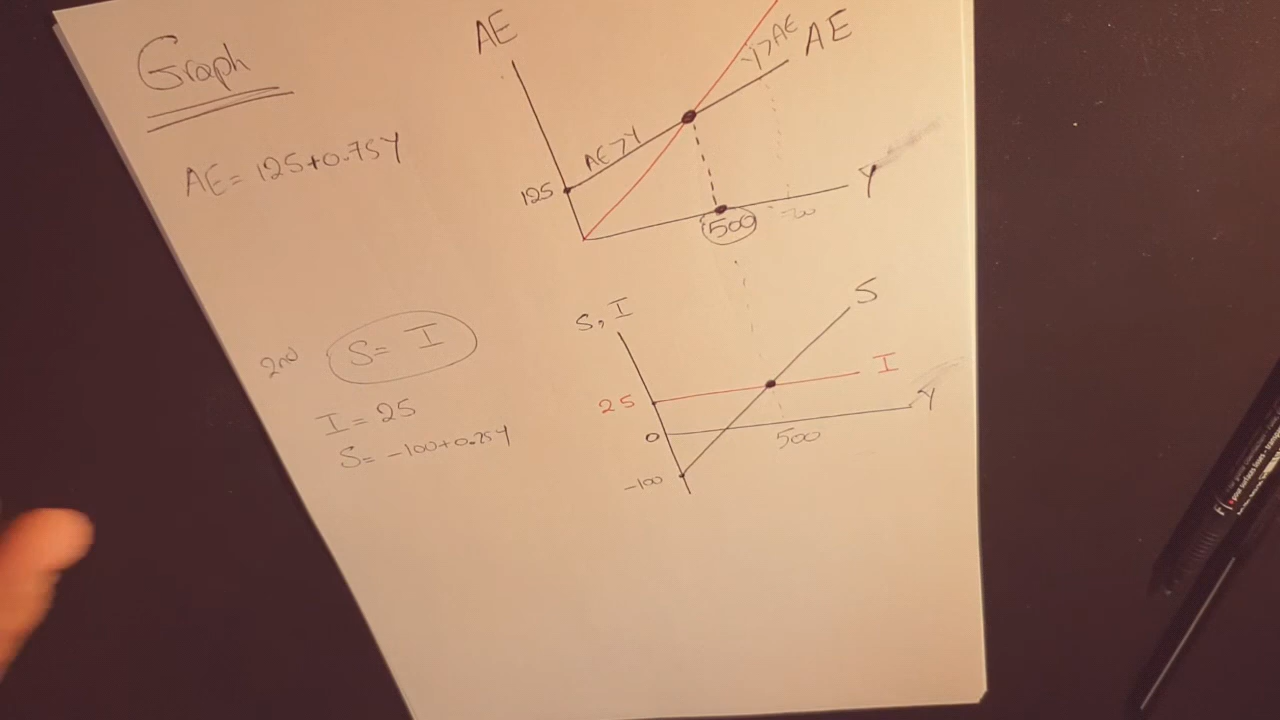 Graph
AE = 125+0.75Y
AE
AE
Y>AE
AE>Y
125
Y
500
2nd S = I
I = 25
S = -100+0.25Y
S, I
S
I
25
0
Y
500
-100